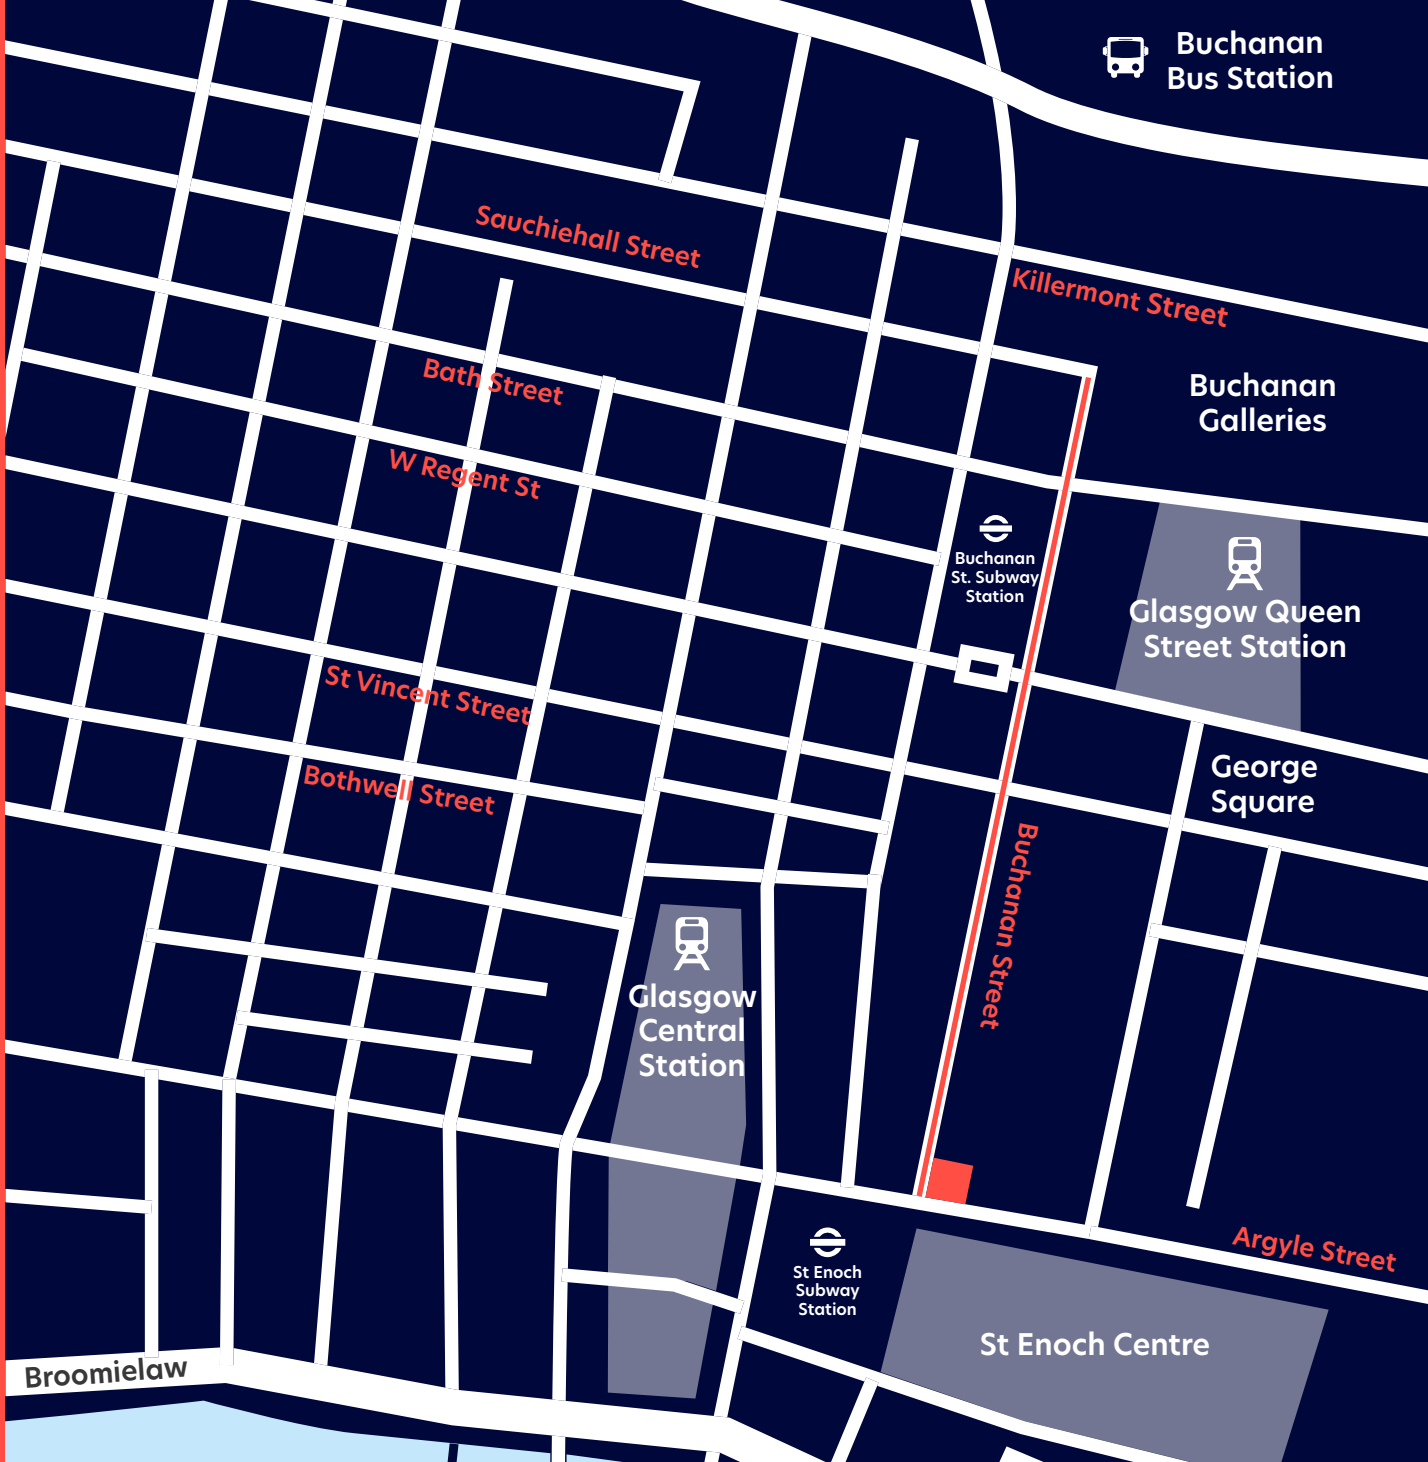 Buchanan
Bus Station
Sauchiehall Street
Killermont Street
Bath Street
Buchanan
Galleries
W Regent St
Buchanan
St. Subway
Station
Glasgow Queen
Street Station
St Vincent Street
George
Square
Bothwell Street
Buchanan Street
Glasgow
Central
Station
Argyle Street
St Enoch
Subway
Station
St Enoch Centre
Broomielaw